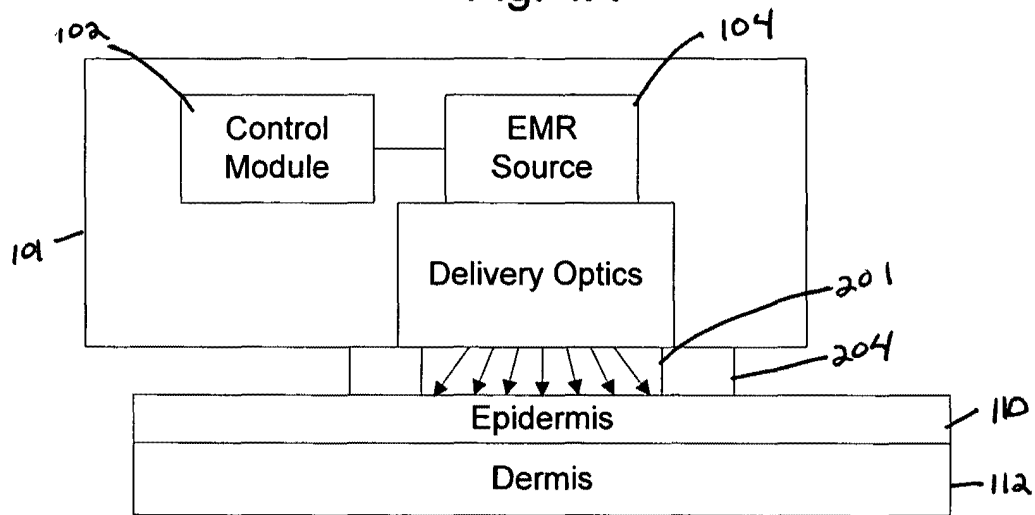 102
104
Control
Module
EMR
Source
101
Delivery Optics
201
204
Epidermis
110
Dermis
112